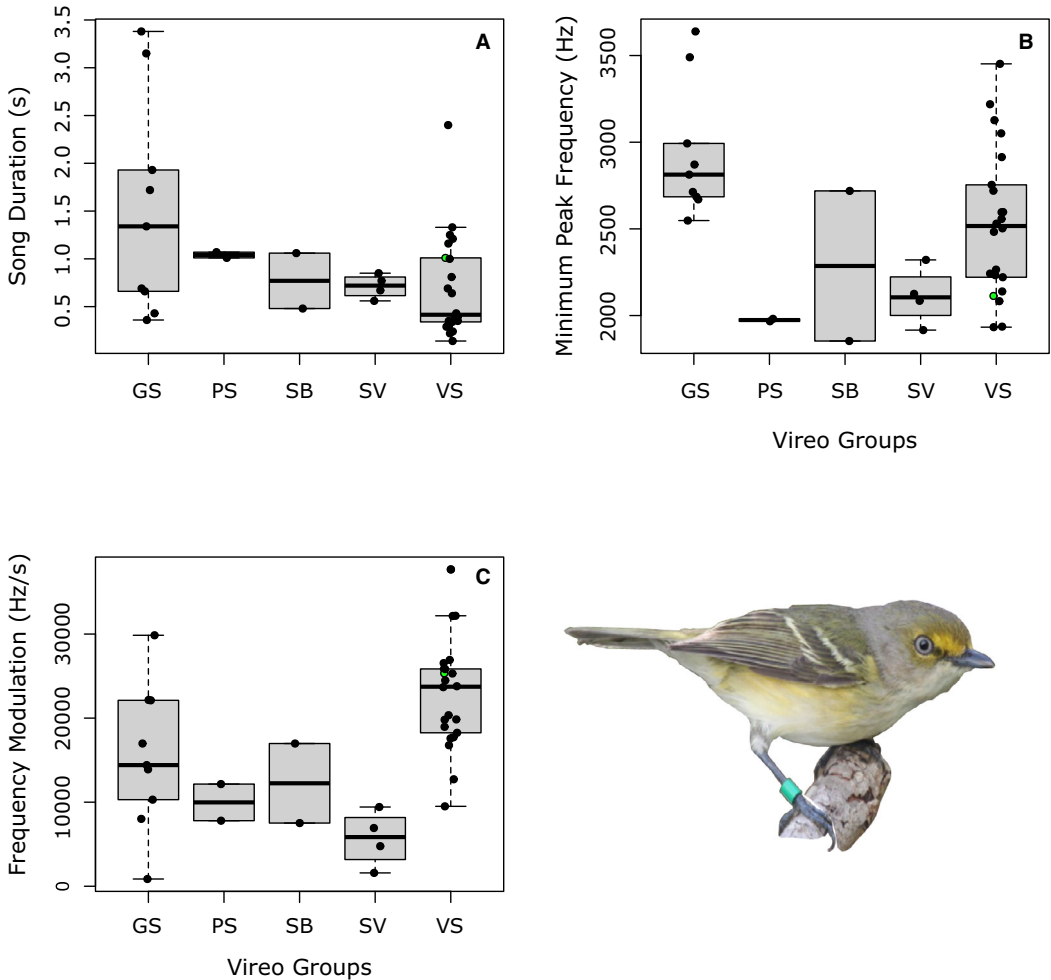 A
Song Duration (s)
3.5
3.0
2.5
2.0
1.5
1.0
0.5
GS PS SB SV VS
B
Minimum Peak Frequency (Hz)
3500
3000
2500
2000
GS PS SB SV VS
Vireo Groups
C
Frequency Modulation (Hz/s)
30000
20000
10000
0
GS PS SB SV VS
Vireo Groups